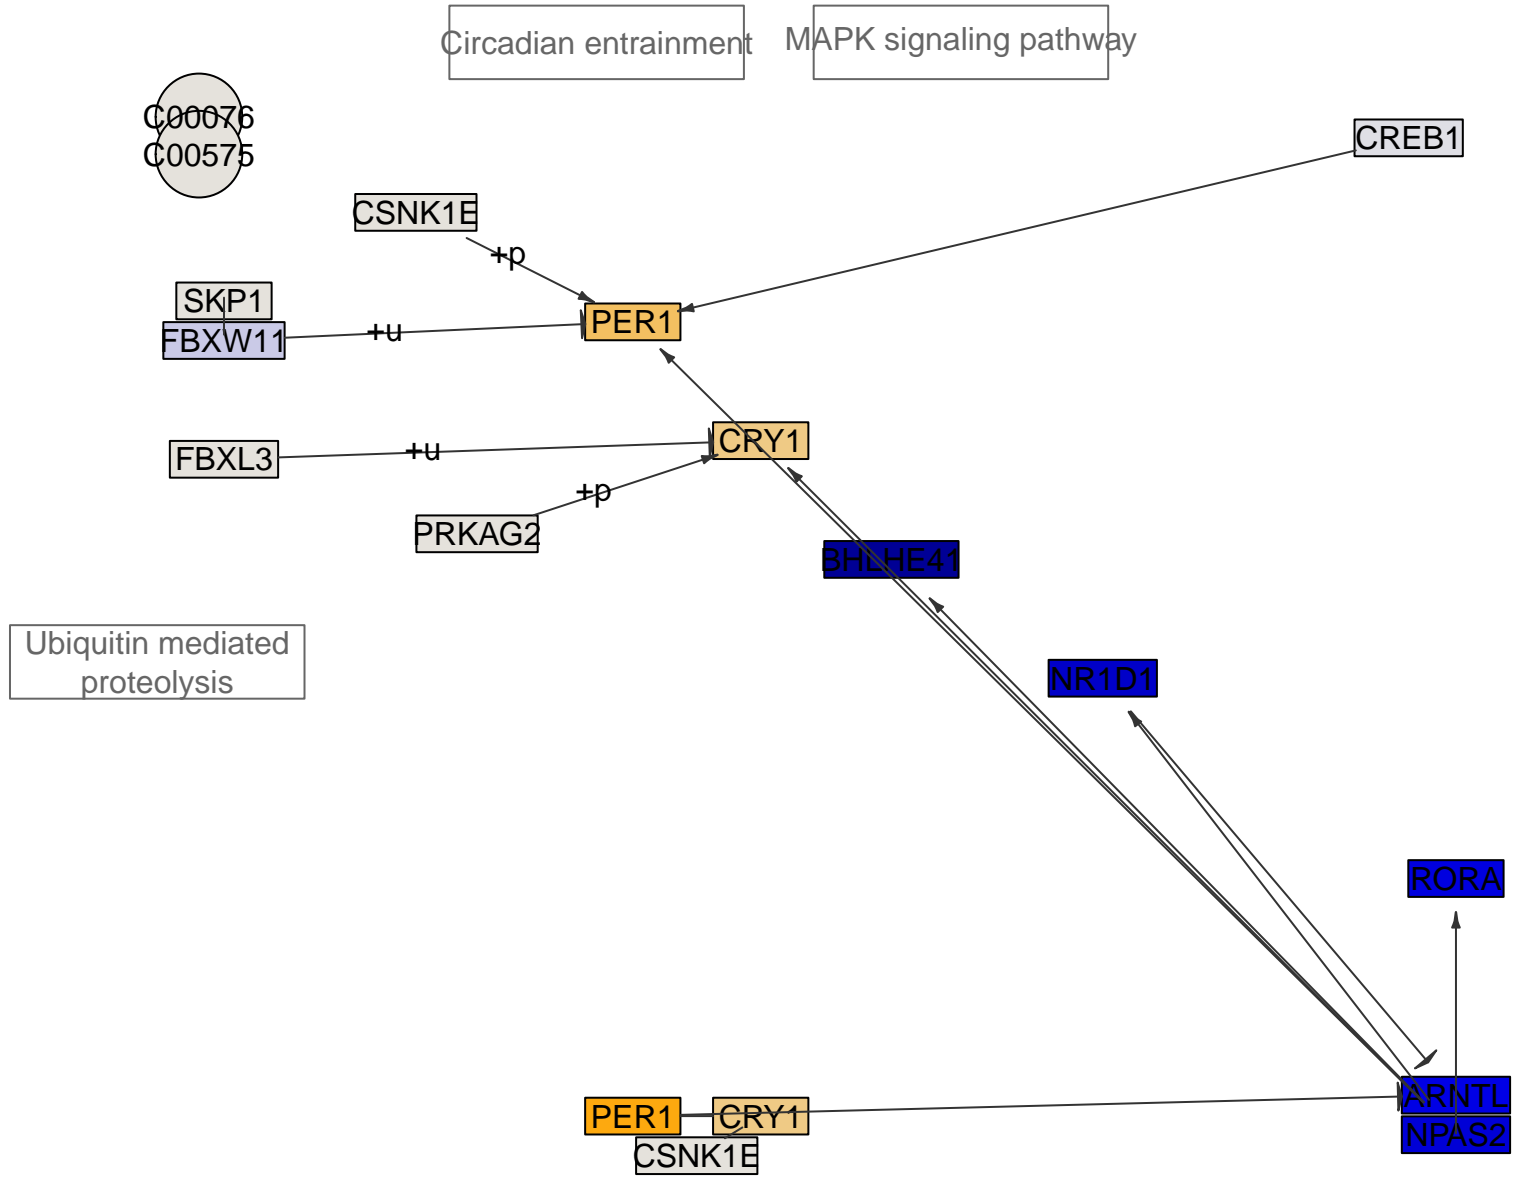 Circadian entrainment
MAPK signaling pathway
C00076
CREB1
C00575
CSNK1E
+p
SKP1
PER1
+u
FBXW11
CRY1
+u
FBXL3
+p
PRKAG2
BHLHE41
Ubiquitin mediated
proteolysis
NR1D1
RORA
ARNTL
PER1
CRY1
NPAS2
CSNK1E